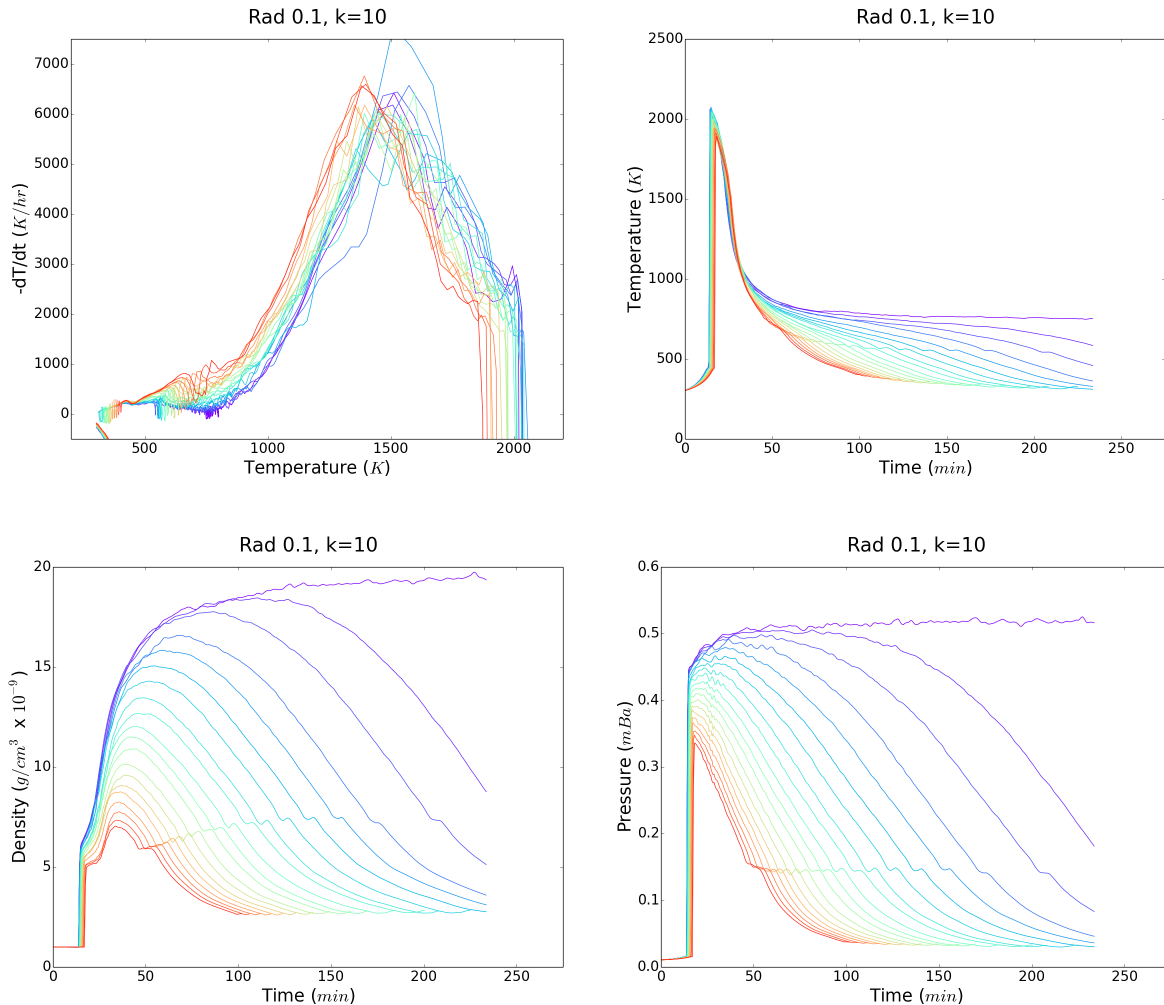 Rad 0.1, k=10
-dT/dt (K/hr)
7000
6000
5000
4000
3000
2000
1000
0
500 1000 1500 2000
Temperature (K)
Temperature (K)
2500
2000
1500
1000
500
0
0 50 100 150 200 250
Time (min)
Rad 0.1, k=10
Density (g/cm³ x 10⁻⁹)
20
15
10
5
0
0 50 100 150 200 250
Time (min)
Rad 0.1, k=10
Pressure (mBa)
0.6
0.5
0.4
0.3
0.2
0.1
0.0
0 50 100 150 200 250
Time (min)
Rad 0.1, k=10